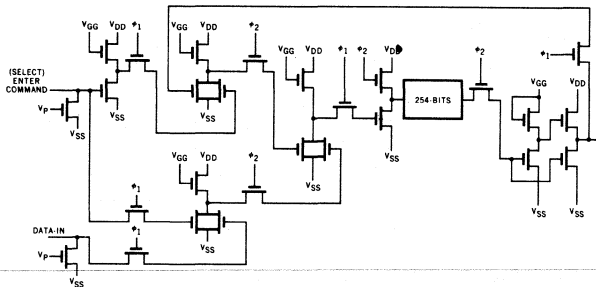 VGG VDD ϕ1 VGG VDD ϕ2 VGG VDD ϕ1 ϕ2 VDD ϕ2 ϕ1
VGG VDD
(SELECT)
ENTER
COMMAND
254-BITS
VP VSS VSS VSS VSS VSS VSS VSS
VGG VDD ϕ2
ϕ1
DATA-IN ϕ1 VSS
VP
VSS